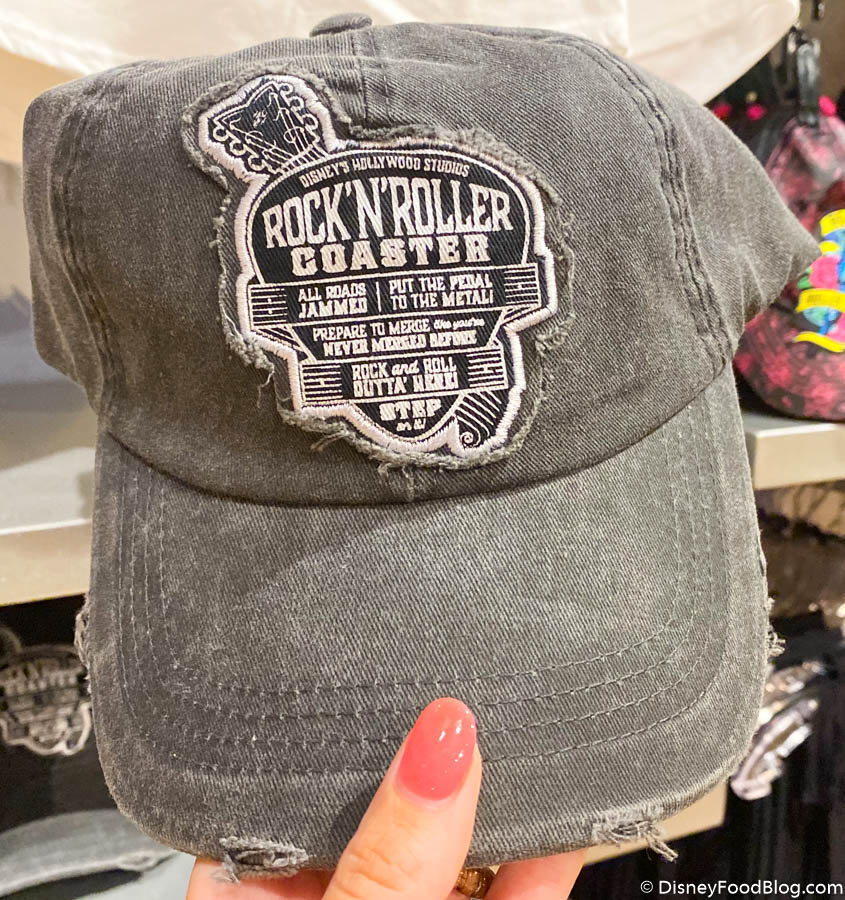 DISNEY'S HOLLYWOOD STUDIOS
ROCK'N'ROLLER
COASTER
ALL ROADS JAMMED
PUT THE PEDAL TO THE METAL!
PREPARE TO MERGE like you've
NEVER MERGED BEFORE
ROCK and ROLL
OUTTA' HERE!
STEP
on it!
© DisneyFoodBlog.com